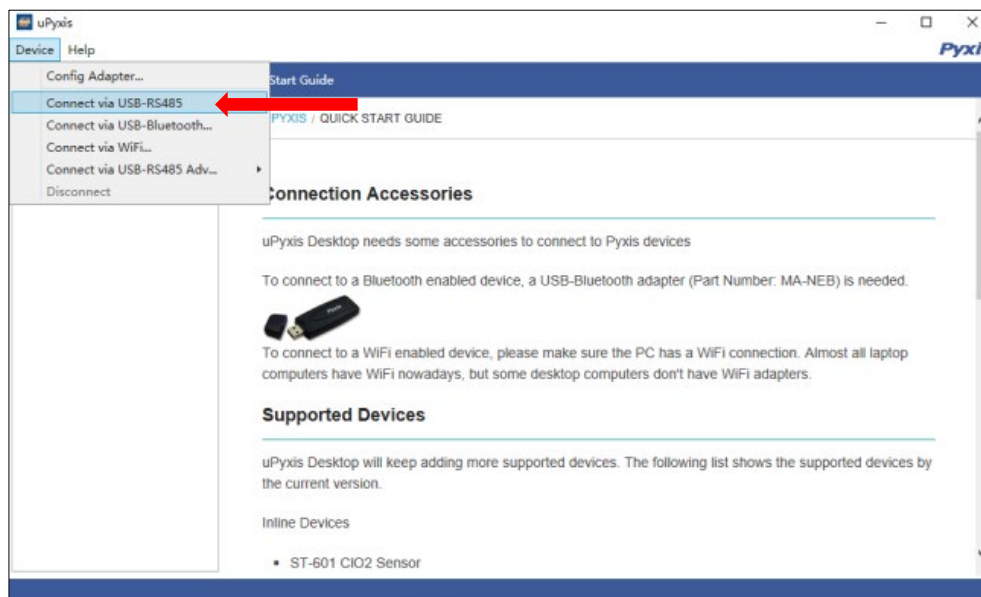 uPyxis
Device Help
Pyxi
Config Adapter...
Connect via USB-RS485
Connect via USB-Bluetooth...
Connect via WiFi...
Connect via USB-RS485 Adv...
Disconnect
Start Guide
PYXIS / QUICK START GUIDE
Connection Accessories
uPyxis Desktop needs some accessories to connect to Pyxis devices
To connect to a Bluetooth enabled device, a USB-Bluetooth adapter (Part Number: MA-NEB) is needed.
Pyxis
To connect to a WiFi enabled device, please make sure the PC has a WiFi connection. Almost all laptop
computers have WiFi nowadays, but some desktop computers don't have WiFi adapters.
Supported Devices
uPyxis Desktop will keep adding more supported devices. The following list shows the supported devices by
the current version.
Inline Devices
▪ ST-601 ClO2 Sensor